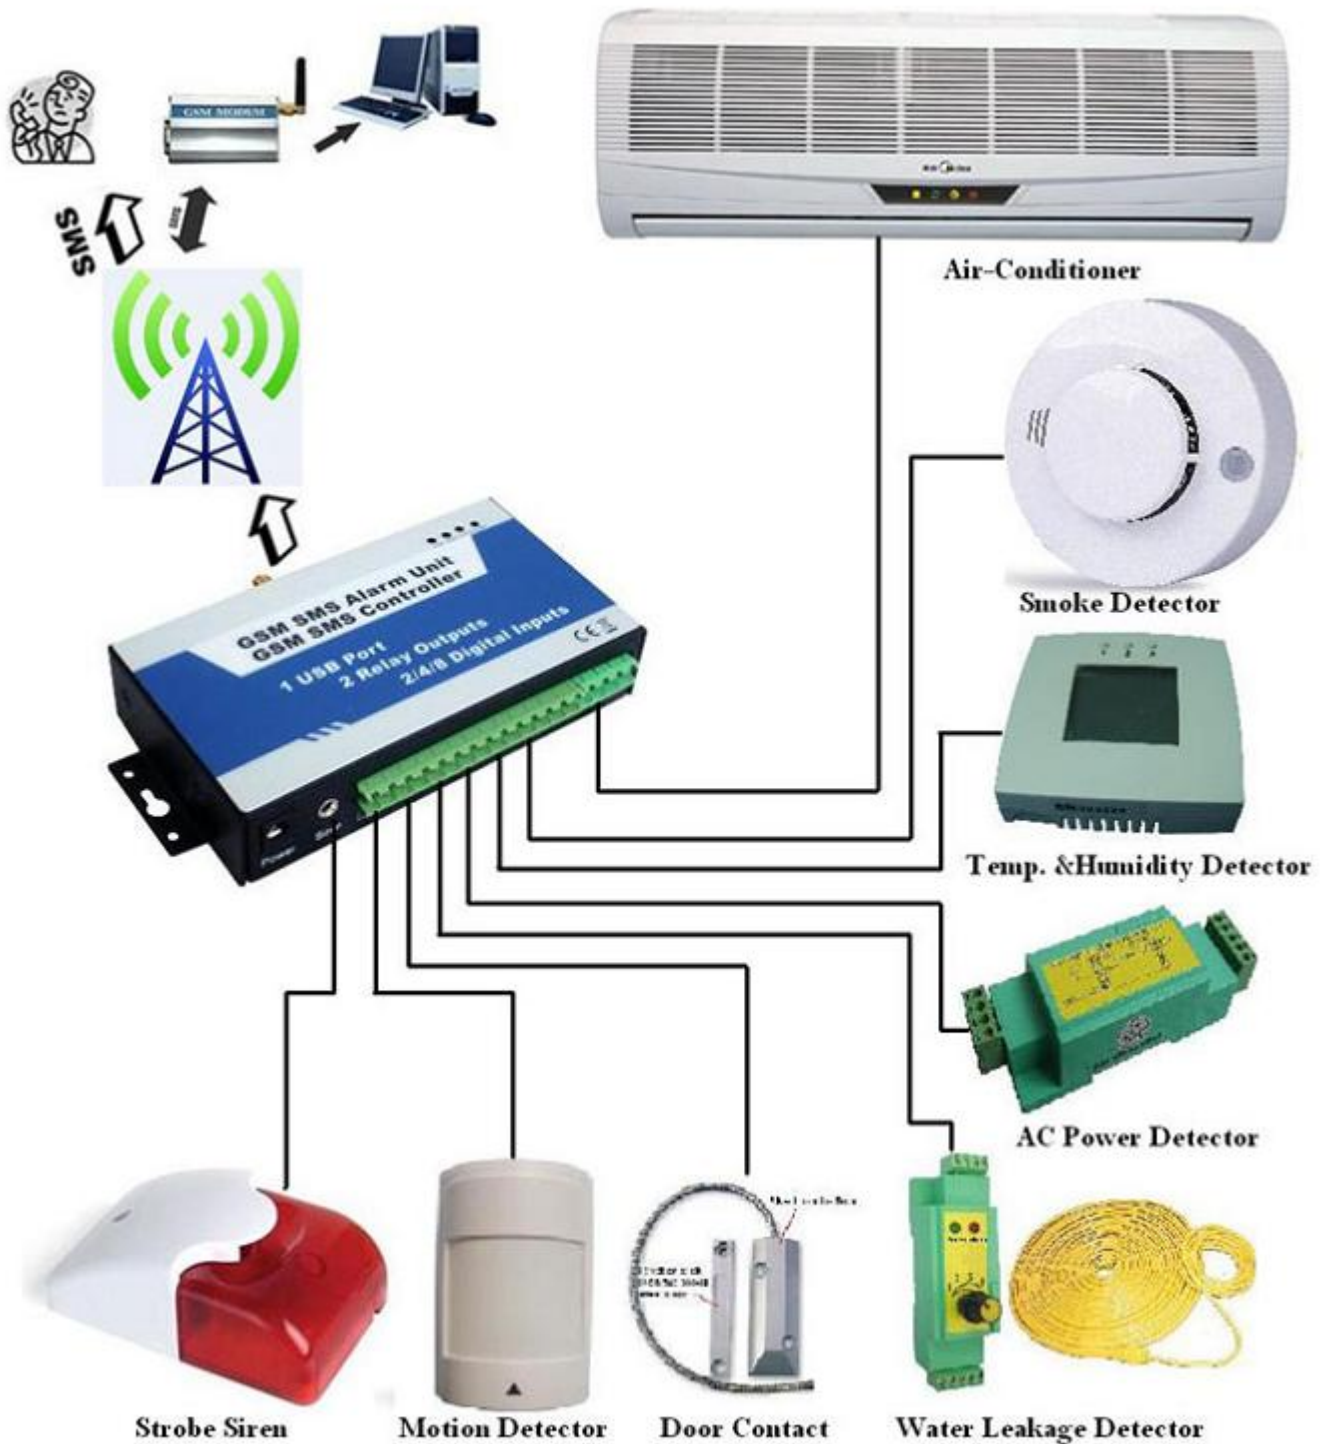 GSM MODEM
SMS
SMS
Air-Conditioner
GSM SMS Alarm Unit
GSM SMS Controller
1 USB Port
2 Relay Outputs
2/4/8 Digital Inputs
CE
Power
Smoke Detector
Temp. &Humidity Detector
AC Power Detector
Strobe Siren
Motion Detector
Door Contact
Water Leakage Detector